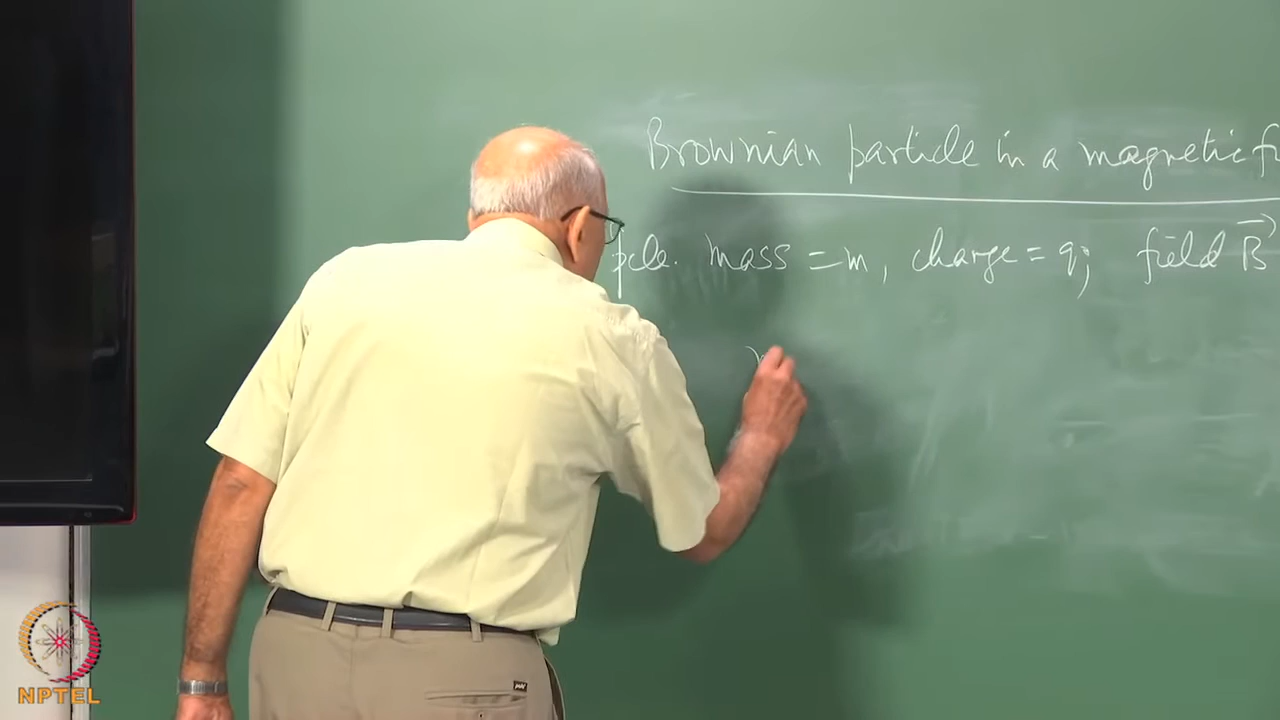 Brownian particle in a magnetic
pcle. mass = m, charge = q; field B⃗
NPTEL